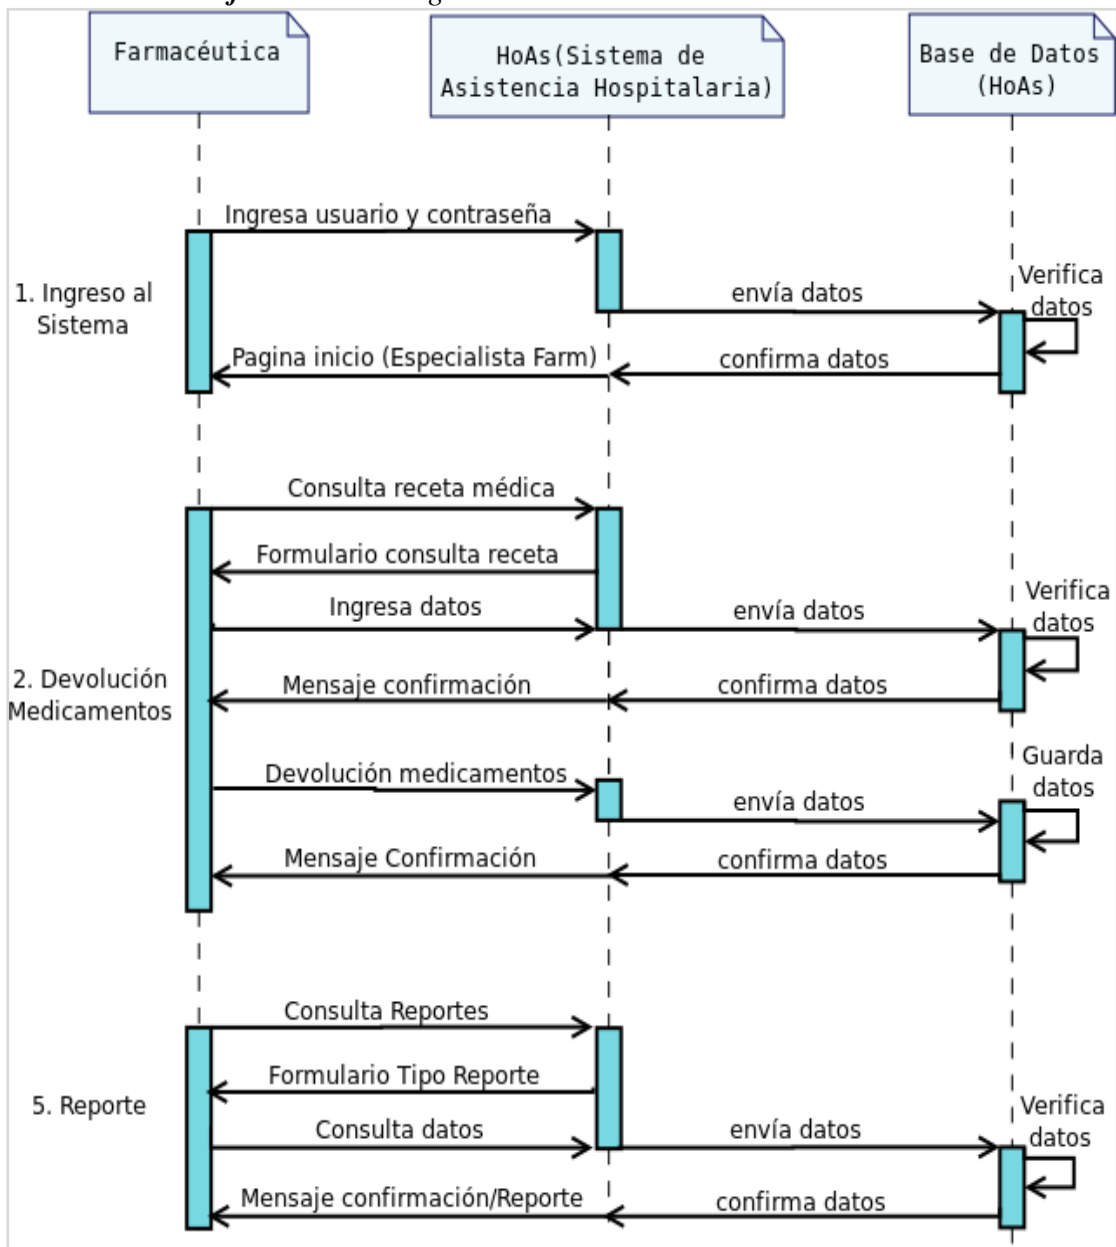 Farmacéutica
HoAs(Sistema de
Asistencia Hospitalaria)
Base de Datos
(HoAs)
Ingresa usuario y contraseña
1. Ingreso al
Sistema
envía datos
Verifica
datos
Pagina inicio (Especialista Farm)
confirma datos
Consulta receta médica
Formulario consulta receta
Ingresa datos
envía datos
Verifica
datos
2. Devolución
Medicamentos
Mensaje confirmación
confirma datos
Devolución medicamentos
envía datos
Guarda
datos
Mensaje Confirmación
confirma datos
Consulta Reportes
Formulario Tipo Reporte
5. Reporte
Consulta datos
envía datos
Verifica
datos
Mensaje confirmación/Reporte
confirma datos